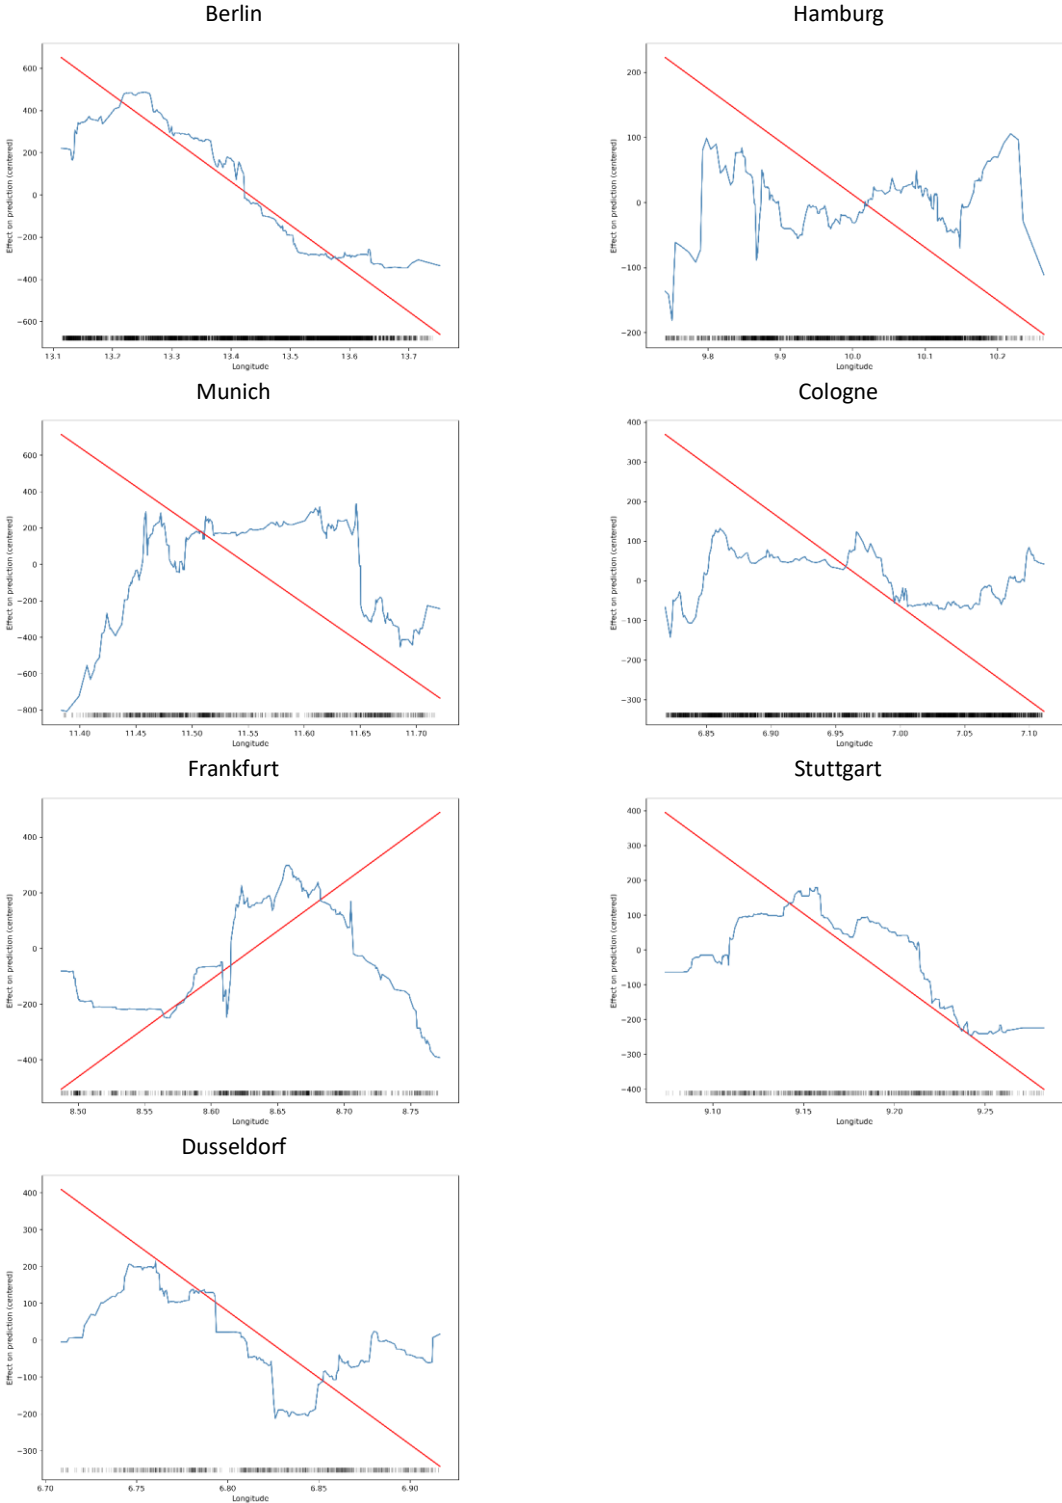 Berlin
Hamburg
600
400
200
0
−200
−400
−600
Effect on prediction (centered)
13.1 13.2 13.3 13.4 13.5 13.6 13.7
Longitude
200
100
0
−100
−200
Effect on prediction (centered)
9.8 9.9 10.0 10.1 10.2
Longitude
Munich
Cologne
600
400
200
0
−200
−400
−600
−800
Effect on prediction (centered)
11.40 11.45 11.50 11.55 11.60 11.65 11.70
Longitude
400
300
200
100
0
−100
−200
−300
Effect on prediction (centered)
6.85 6.90 6.95 7.00 7.05 7.10
Longitude
Frankfurt
Stuttgart
400
200
0
−200
−400
Effect on prediction (centered)
8.50 8.55 8.60 8.65 8.70 8.75
Longitude
400
300
200
100
0
−100
−200
−300
−400
Effect on prediction (centered)
9.10 9.15 9.20 9.25
Longitude
Dusseldorf
400
300
200
100
0
−100
−200
−300
Effect on prediction (centered)
6.70 6.75 6.80 6.85 6.90
Longitude